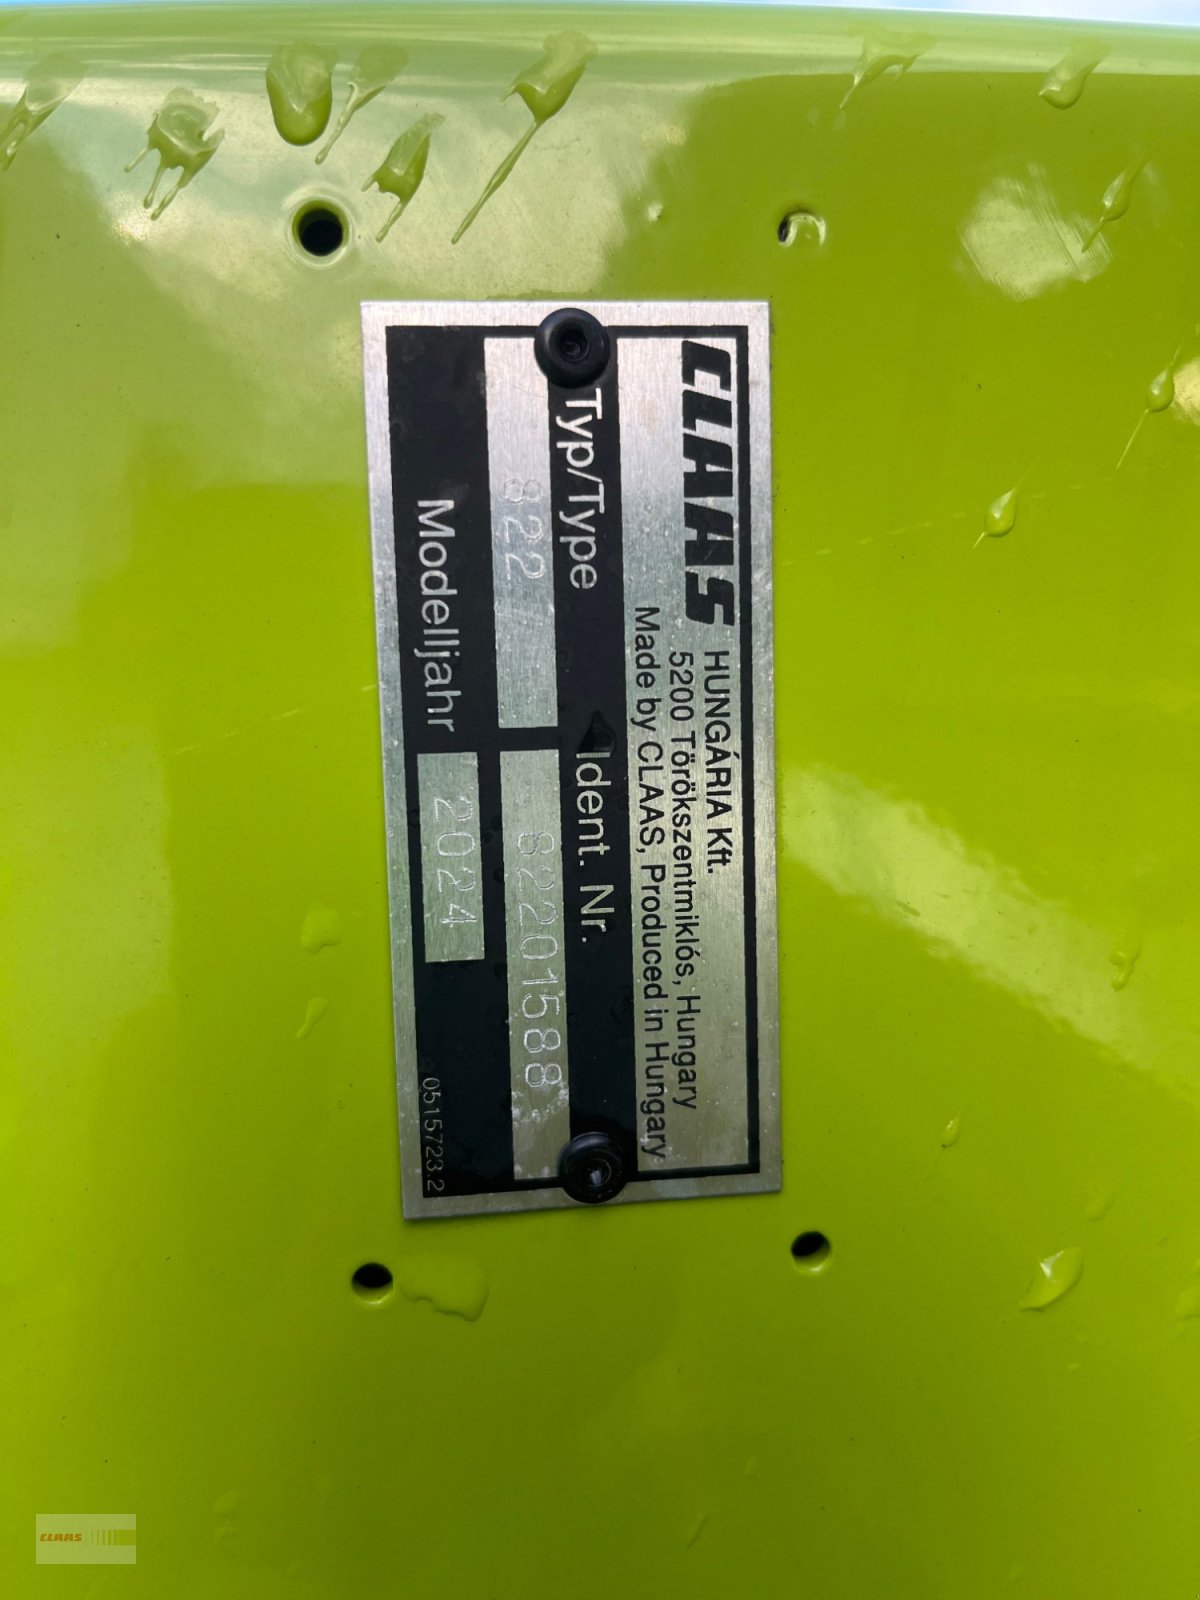 CLAAS HUNGÁRIA Kft.
5200 Törökszentmiklós, Hungary
Made by CLAAS, Produced in Hungary
Typ/Type Ident. Nr.
822 82201588
Modelljahr 2024
0515723.2
CLAAS